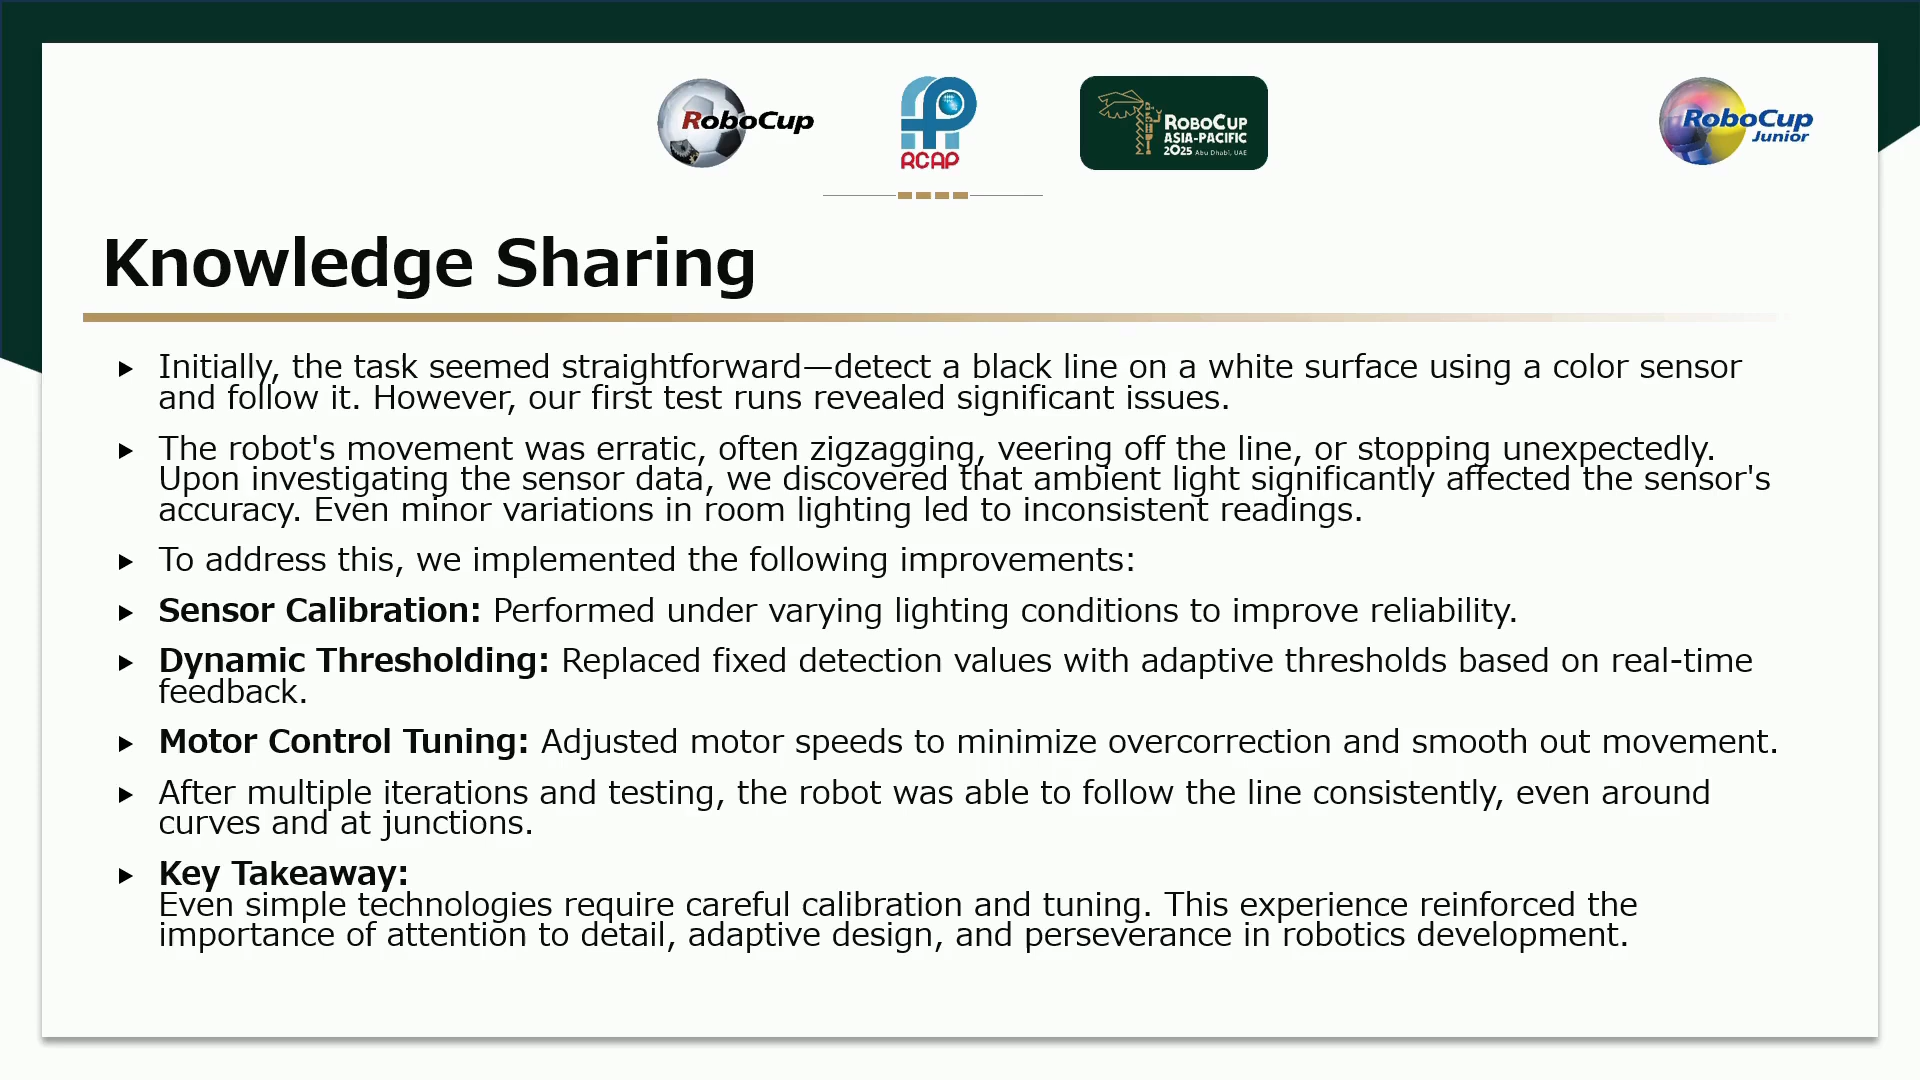 RoboCup
RCAP
RoboCup
Asia-Pacific
2025 Abu Dhabi, UAE
RoboCup
Junior
Knowledge Sharing
Initially, the task seemed straightforward—detect a black line on a white surface using a color sensor
and follow it. However, our first test runs revealed significant issues.
The robot's movement was erratic, often zigzagging, veering off the line, or stopping unexpectedly.
Upon investigating the sensor data, we discovered that ambient light significantly affected the sensor's
accuracy. Even minor variations in room lighting led to inconsistent readings.
To address this, we implemented the following improvements:
Sensor Calibration: Performed under varying lighting conditions to improve reliability.
Dynamic Thresholding: Replaced fixed detection values with adaptive thresholds based on real-time
feedback.
Motor Control Tuning: Adjusted motor speeds to minimize overcorrection and smooth out movement.
After multiple iterations and testing, the robot was able to follow the line consistently, even around
curves and at junctions.
Key Takeaway:
Even simple technologies require careful calibration and tuning. This experience reinforced the
importance of attention to detail, adaptive design, and perseverance in robotics development.